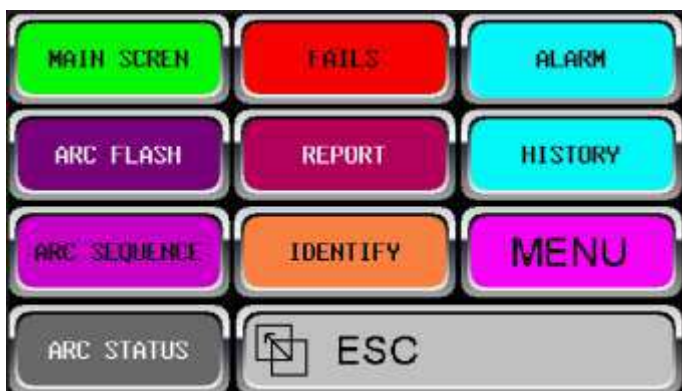 MAIN SCREN
FAILS
ALARM
ARC FLASH
REPORT
HISTORY
ARC SEQUENCE
IDENTIFY
MENU
ARC STATUS
ESC